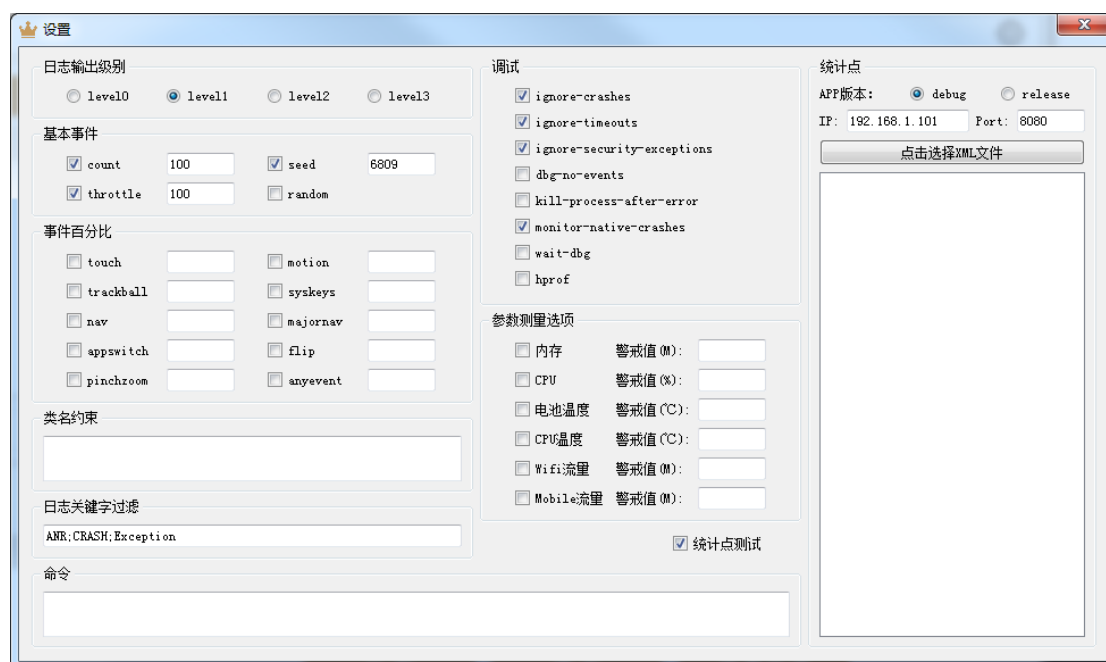 设置
日志输出级别
level0 level1 level2 level3
基本事件
count 100 seed 6809
throttle 100 random
事件百分比
touch motion
trackball syskeys
nav majornav
appswitch flip
pinchzoom anyevent
类名约束
日志关键字过滤
ANR;CRASH;Exception
命令
调试
ignore-crashes
ignore-timeouts
ignore-security-exceptions
dbg-no-events
kill-process-after-error
monitor-native-crashes
wait-dbg
hprof
参数测量选项
内存 警戒值(M):
CPU 警戒值(%):
电池温度 警戒值(℃):
CPU温度 警戒值(℃):
Wifi流量 警戒值(M):
Mobile流量 警戒值(M):
统计点测试
统计点
APP版本: debug release
IP: 192.168.1.101 Port: 8080
点击选择XML文件